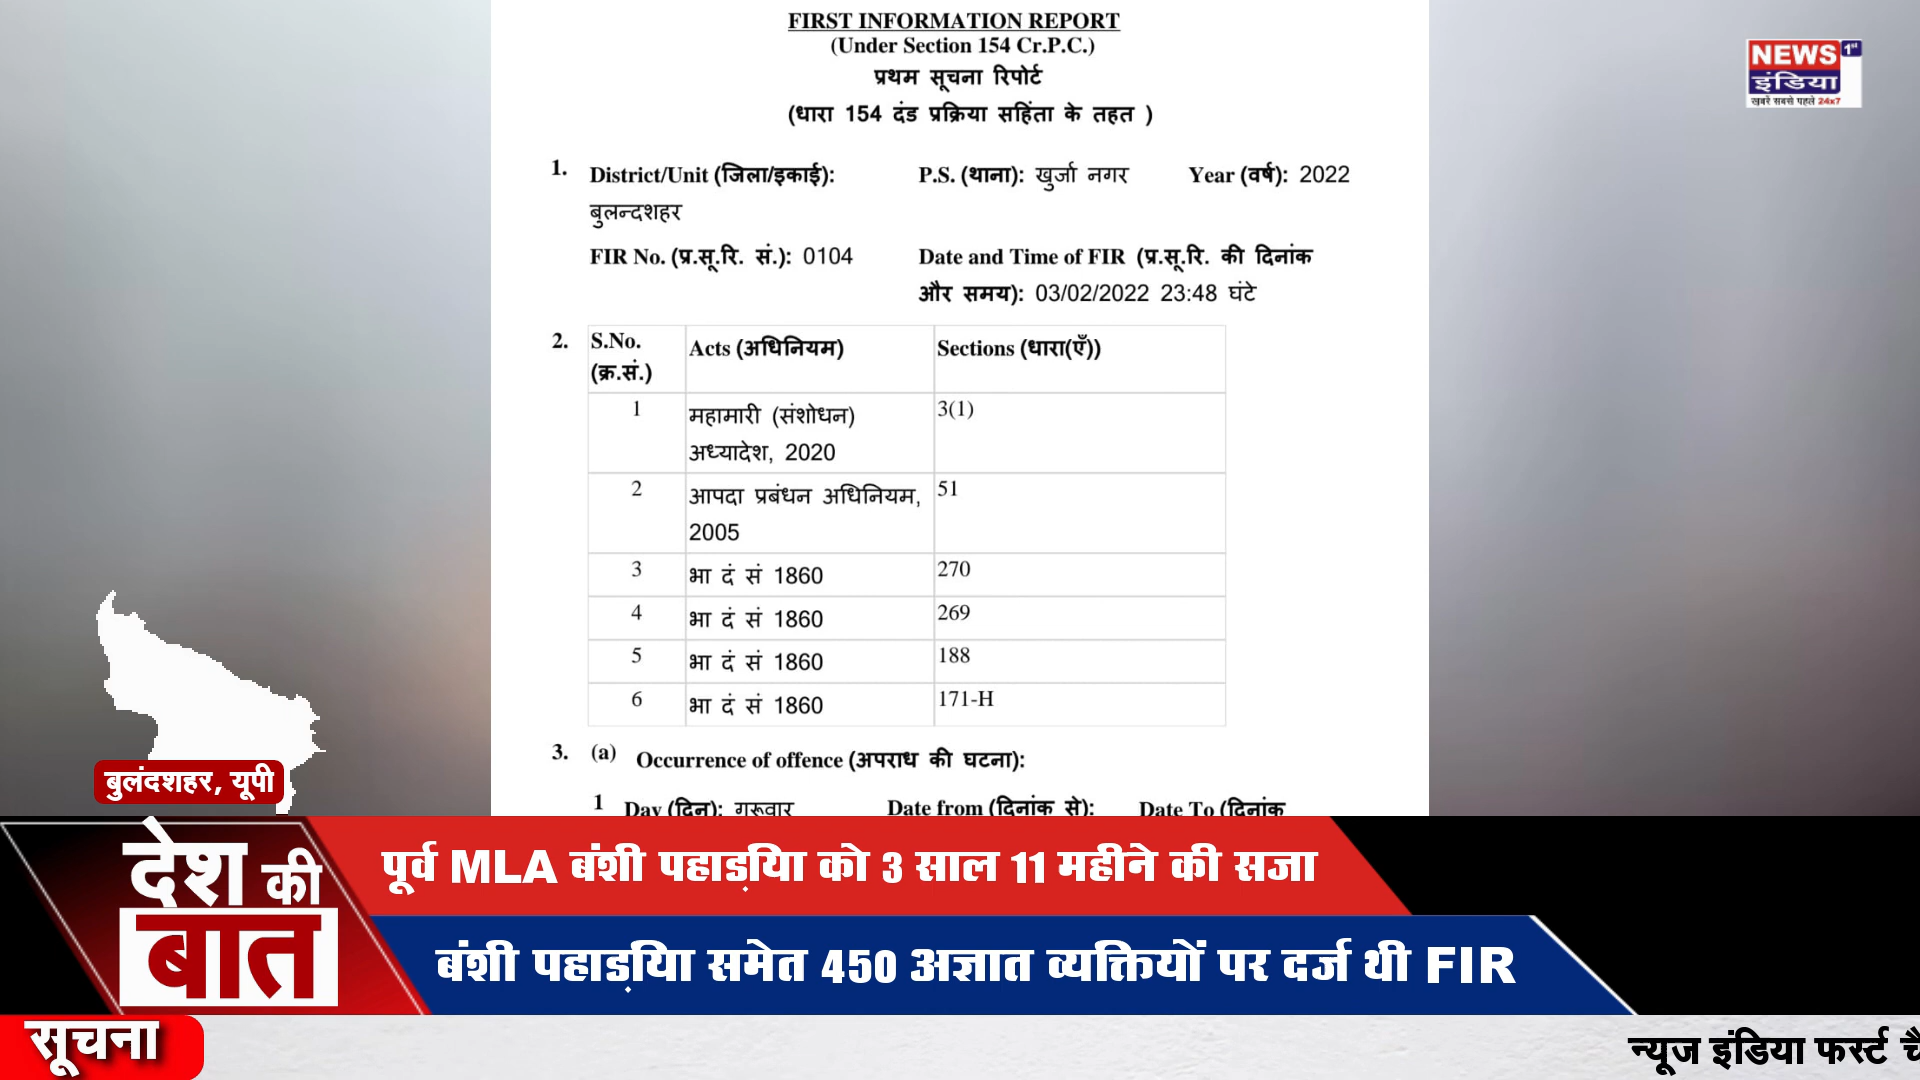 FIRST INFORMATION REPORT
(Under Section 154 Cr.P.C.)
प्रथम सूचना रिपोर्ट
(धारा 154 दंड प्रक्रिया सहिंता के तहत )
NEWS 1st
इंडिया
खबरे सबसे पहले 24x7
1. District/Unit (जिला/इकाई): P.S. (थाना): खुर्जा नगर Year (वर्ष): 2022
बुलन्दशहर
FIR No. (प्र.सू.रि. सं.): 0104 Date and Time of FIR (प्र.सू.रि. की दिनांक
और समय): 03/02/2022 23:48 घंटे
2. S.No. Acts (अधिनियम) Sections (धारा(एँ))
(क्र.सं.)
1 महामारी (संशोधन) 3(1)
अध्यादेश, 2020
2 आपदा प्रबंधन अधिनियम, 51
2005
3 भा दं सं 1860 270
4 भा दं सं 1860 269
5 भा दं सं 1860 188
6 भा दं सं 1860 171-H
3. (a) Occurrence of offence (अपराध की घटना):
1 Day (दिन): गुरूवार Date from (दिनांक से): Date To (दिनांक
बुलंदशहर, यूपी
देश की
बात
पूर्व MLA बंशी पहाड़िया को 3 साल 11 महीने की सजा
बंशी पहाड़िया समेत 450 अज्ञात व्यक्तियों पर दर्ज थी FIR
सूचना
न्यूज इंडिया फर्स्ट